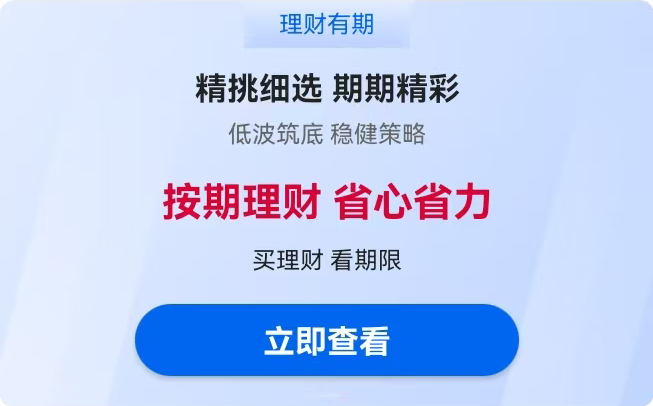 理财有期
精挑细选 期期精彩
低波筑底 稳健策略
按期理财 省心省力
买理财 看期限
立即查看